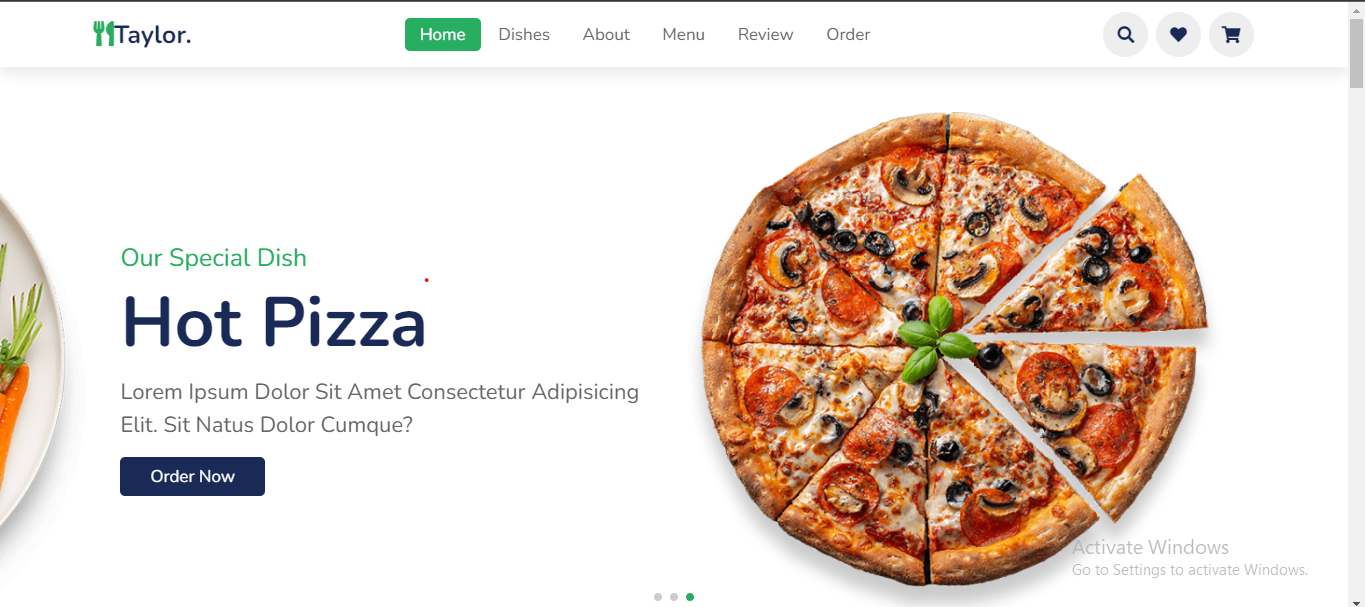 Taylor.
Home Dishes About Menu Review Order
Our Special Dish
Hot Pizza
Lorem Ipsum Dolor Sit Amet Consectetur Adipisicing
Elit. Sit Natus Dolor Cumque?
Order Now
Activate Windows
Go to Settings to activate Windows.